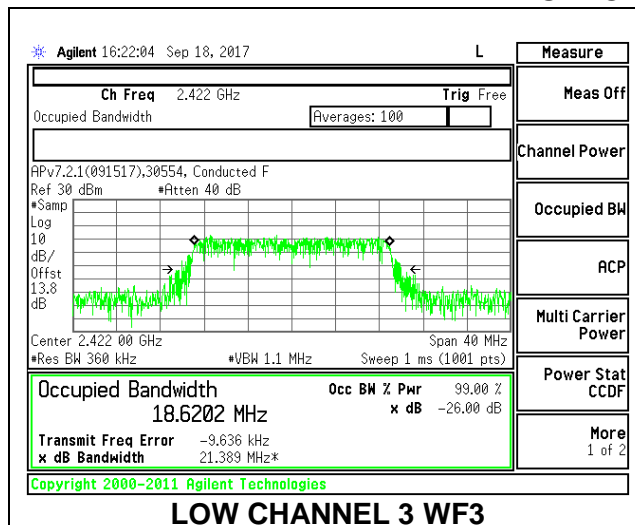 Agilent 16:22:04 Sep 18, 2017 L
Measure
Ch Freq 2.422 GHz Trig Free
Meas Off
Occupied Bandwidth Averages: 100
Channel Power
APv7.2.1(091517),30554, Conducted F
Ref 30 dBm #Atten 40 dB
#Samp
Occupied BW
Log
10
dB/
ACP
Offst
13.8
dB
Multi Carrier
Power
Center 2.422 00 GHz Span 40 MHz
#Res BW 360 kHz #VBW 1.1 MHz Sweep 1 ms (1001 pts)
Power Stat
CCDF
Occupied Bandwidth Occ BW % Pwr 99.00 %
18.6202 MHz x dB -26.00 dB
More
1 of 2
Transmit Freq Error -9.636 kHz
x dB Bandwidth 21.389 MHz*
Copyright 2000-2011 Agilent Technologies
LOW CHANNEL 3 WF3